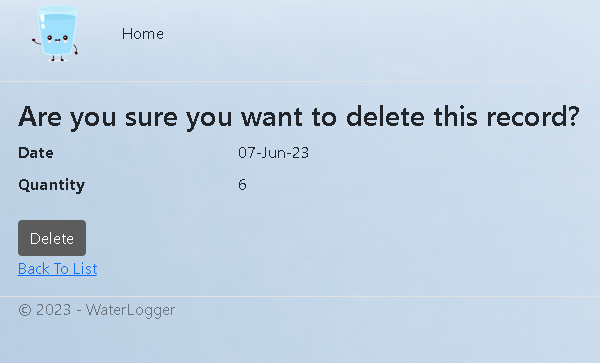 Home
Are you sure you want to delete this record?
Date 07-Jun-23
Quantity 6
Delete
Back To List
© 2023 - WaterLogger